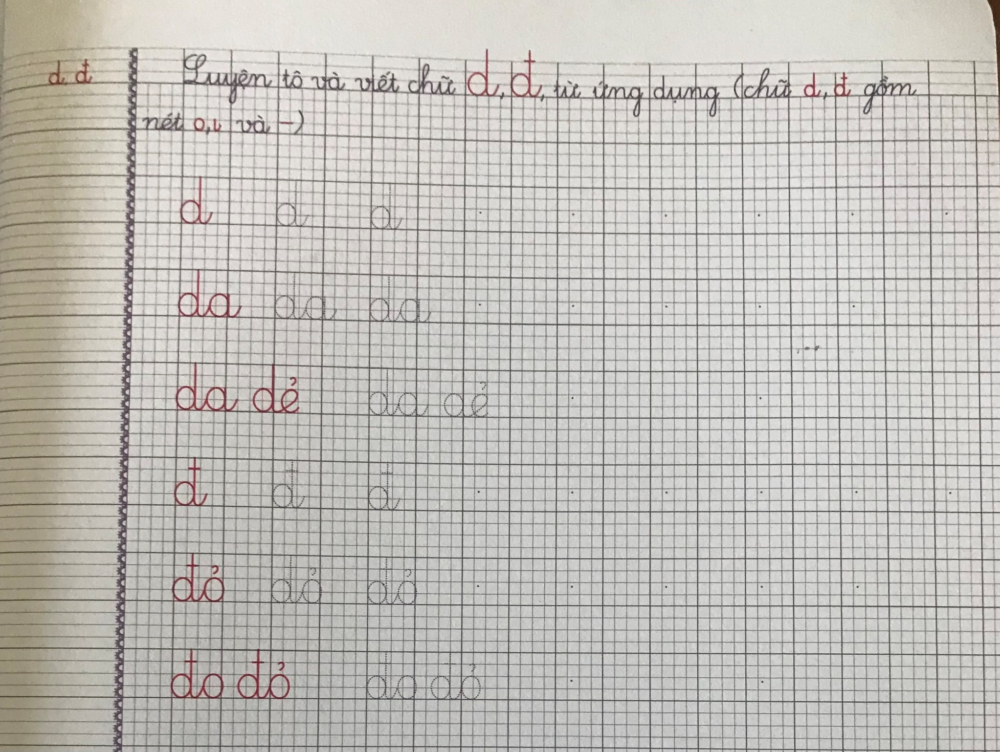 d. đ
Luyện tô và viết chữ d, đ, từ ứng dụng (chữ d, đ gồm
nét o, ι và -)
d d d
da da da
da dẻ da dẻ
đ đ đ
đỏ đỏ đỏ
đo đỏ đo đỏ